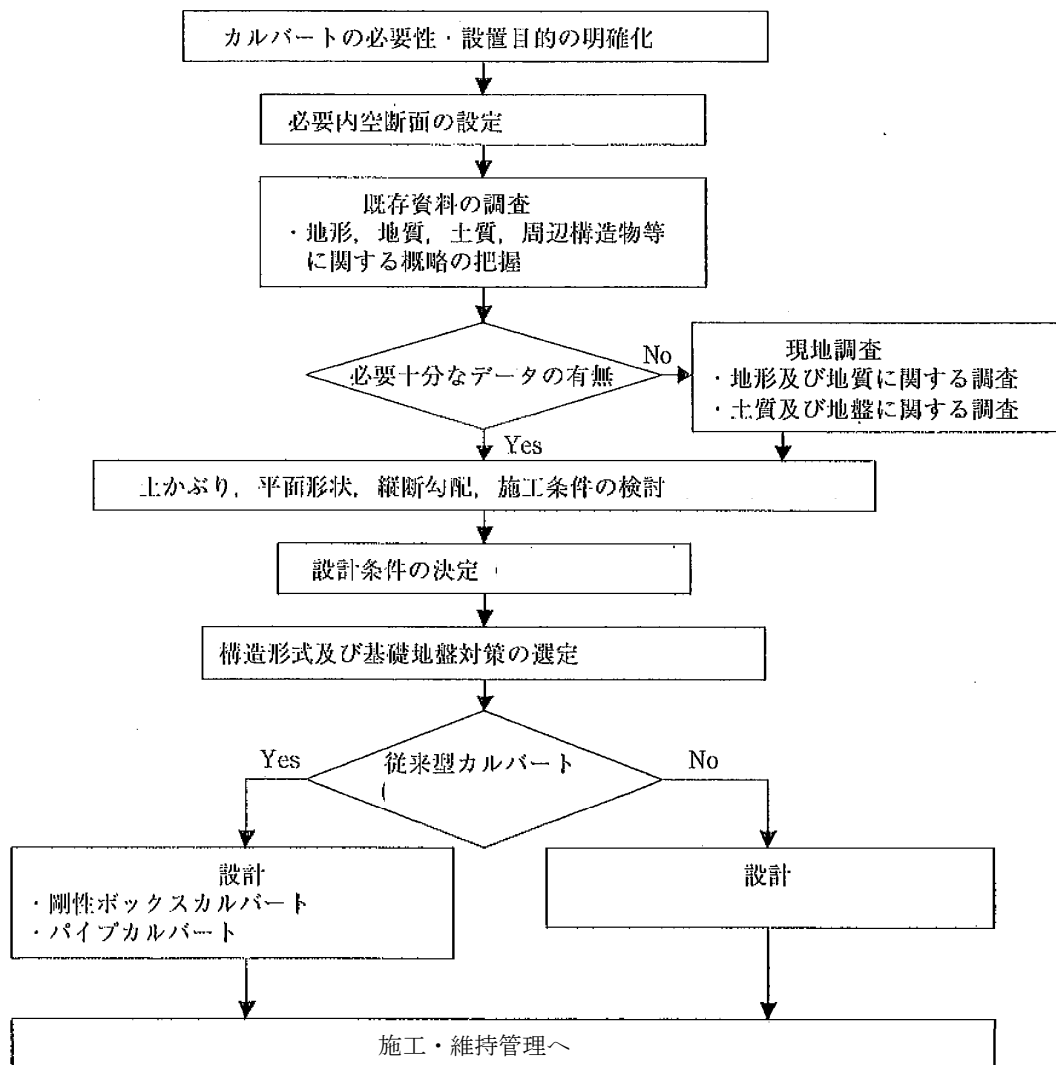 カルバートの必要性・設置目的の明確化
必要内空断面の設定
既存資料の調査
・地形，地質，土質，周辺構造物等
に関する概略の把握
必要十分なデータの有無
No
現地調査
・地形及び地質に関する調査
・土質及び地盤に関する調査
Yes
土かぶり，平面形状，縦断勾配，施工条件の検討
設計条件の決定（
構造形式及び基礎地盤対策の選定
Yes
従来型カルバート
（
No
設計
・剛性ボックスカルバート
・パイプカルバート
設計
施工・維持管理へ